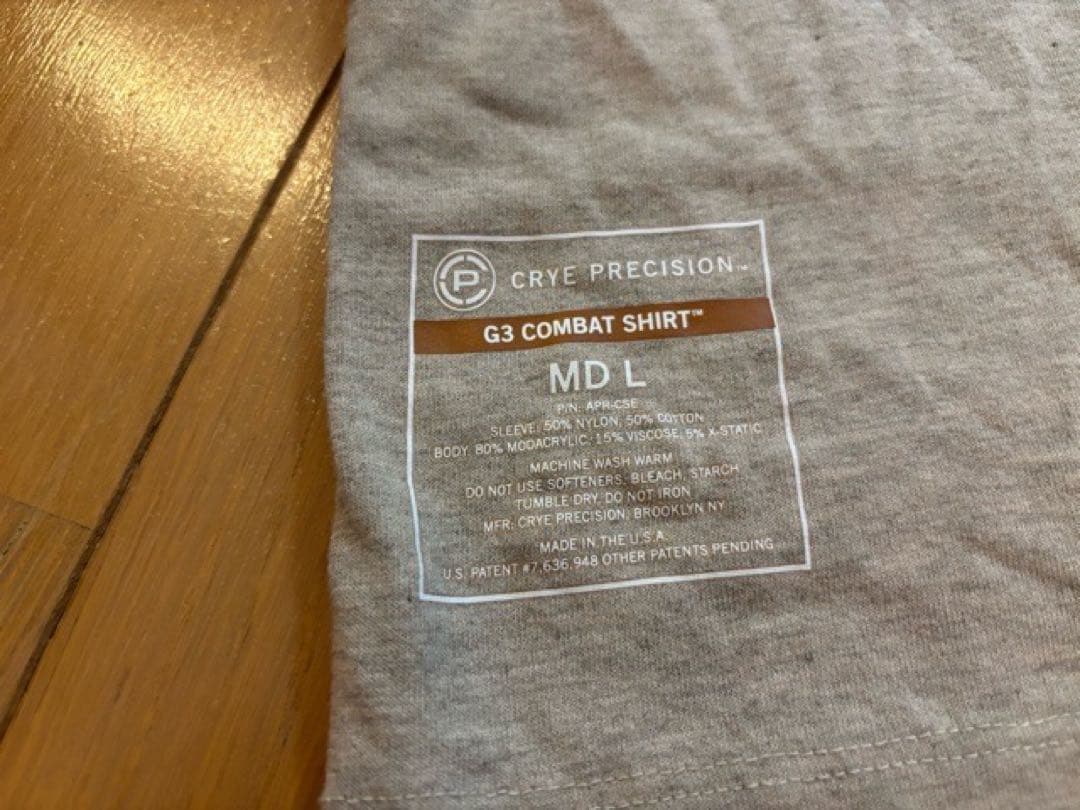 CRYE PRECISION™
G3 COMBAT SHIRT™
MD L
P/N: APR-CSE
SLEEVE: 50% NYLON, 50% COTTON
BODY: 80% MODACRYLIC, 15% VISCOSE, 5% X-STATIC
MACHINE WASH WARM
DO NOT USE SOFTENERS, BLEACH, STARCH
TUMBLE DRY, DO NOT IRON
MFR: CRYE PRECISION, BROOKLYN NY
MADE IN THE U.S.A.
U.S. PATENT #7,636,948 OTHER PATENTS PENDING